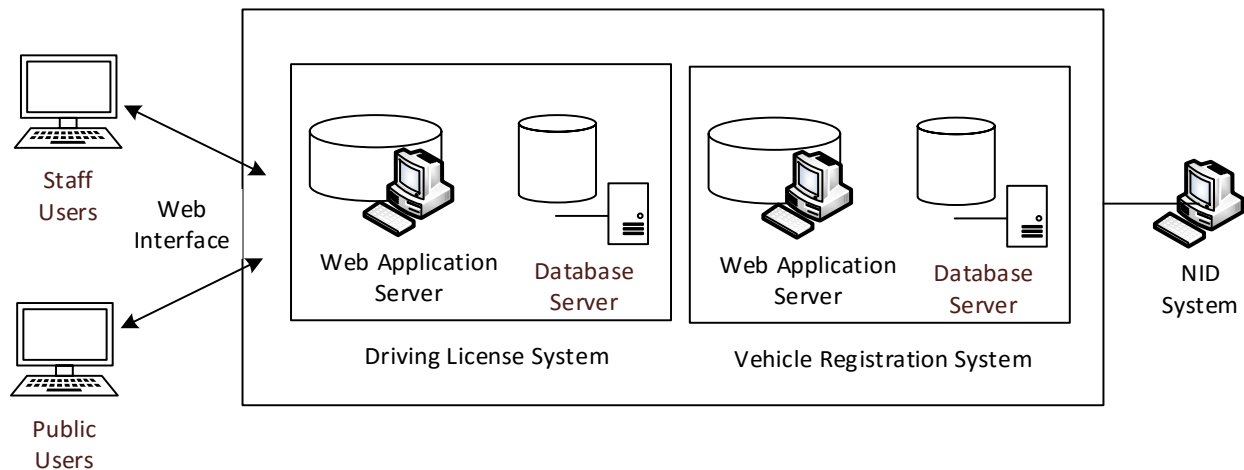 Staff
Users
Web
Interface
Public
Users
Web Application
Server
Database
Server
Driving License System
Web Application
Server
Database
Server
Vehicle Registration System
NID
System